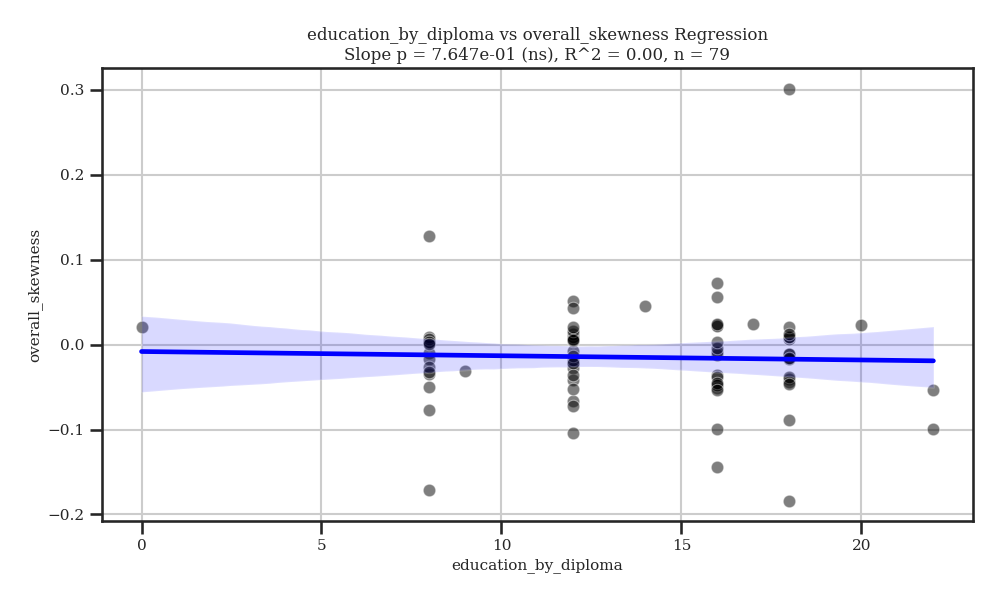 education_by_diploma vs overall_skewness Regression
Slope p = 7.647e-01 (ns), R^2 = 0.00, n = 79
0.3
0.2
0.1
0.0
−0.1
−0.2
overall_skewness
0 5 10 15 20
education_by_diploma